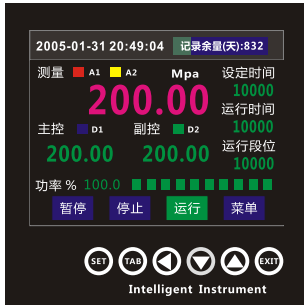 2005-01-31 20:49:04 记录余量(天):832
测量 A1 A2 Mpa 设定时间
200.00 10000
运行时间
主控 D1 副控 D2 10000
200.00 200.00 运行段位
10000
功率% 100.0
暂停 停止 运行 菜单
SET TAB EXIT
Intelligent Instrument